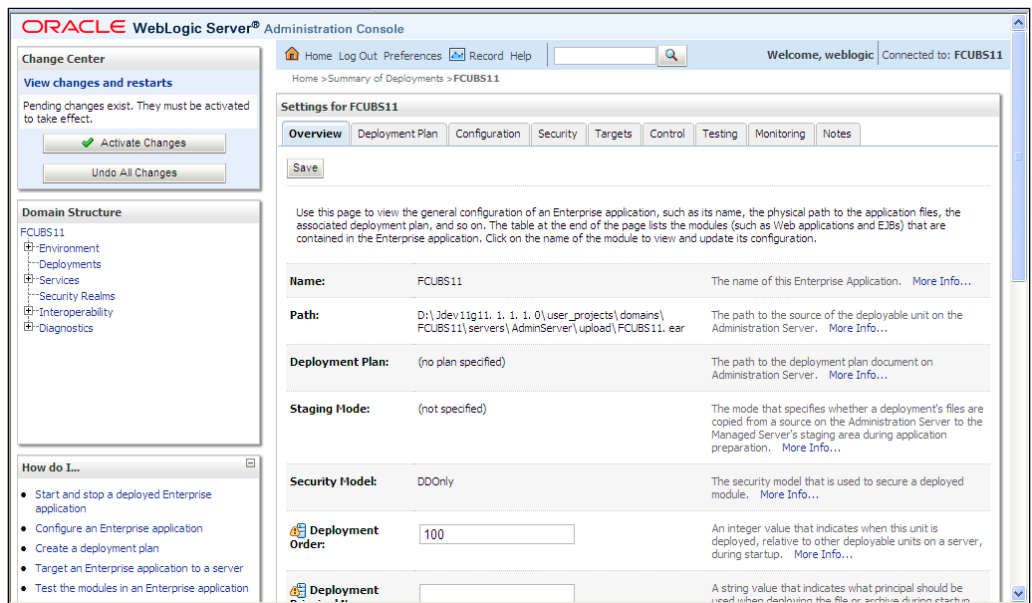 ORACLE WebLogic Server® Administration Console
Change Center
View changes and restarts
Pending changes exist. They must be activated
to take effect.
Activate Changes
Undo All Changes
Domain Structure
FCUBS11
Environment
Deployments
Services
Security Realms
Interoperability
Diagnostics
How do I...
Start and stop a deployed Enterprise
application
Configure an Enterprise application
Create a deployment plan
Target an Enterprise application to a server
Test the modules in an Enterprise application
Home Log Out Preferences Record Help
Welcome, weblogic Connected to: FCUBS11
Home >Summary of Deployments >FCUBS11
Settings for FCUBS11
Overview Deployment Plan Configuration Security Targets Control Testing Monitoring Notes
Save
Use this page to view the general configuration of an Enterprise application, such as its name, the physical path to the application files, the
associated deployment plan, and so on. The table at the end of the page lists the modules (such as Web applications and EJBs) that are
contained in the Enterprise application. Click on the name of the module to view and update its configuration.
Name: FCUBS11 The name of this Enterprise Application. More Info...
Path: D:\Jdev11g11. 1. 1. 1. 0\user_projects\domains\ The path to the source of the deployable unit on the
FCUBS11\servers\AdminServer\upload\FCUBS11. ear Administration Server. More Info...
Deployment Plan: (no plan specified) The path to the deployment plan document on
Administration Server. More Info...
Staging Mode: (not specified) The mode that specifies whether a deployment's files are
copied from a source on the Administration Server to the
Managed Server's staging area during application
preparation. More Info...
Security Model: DDOnly The security model that is used to secure a deployed
module. More Info...
Deployment 100 An integer value that indicates when this unit is
Order: deployed, relative to other deployable units on a server,
during startup. More Info...
Deployment A string value that indicates what principal should be
used when deploying the file or archive during startup